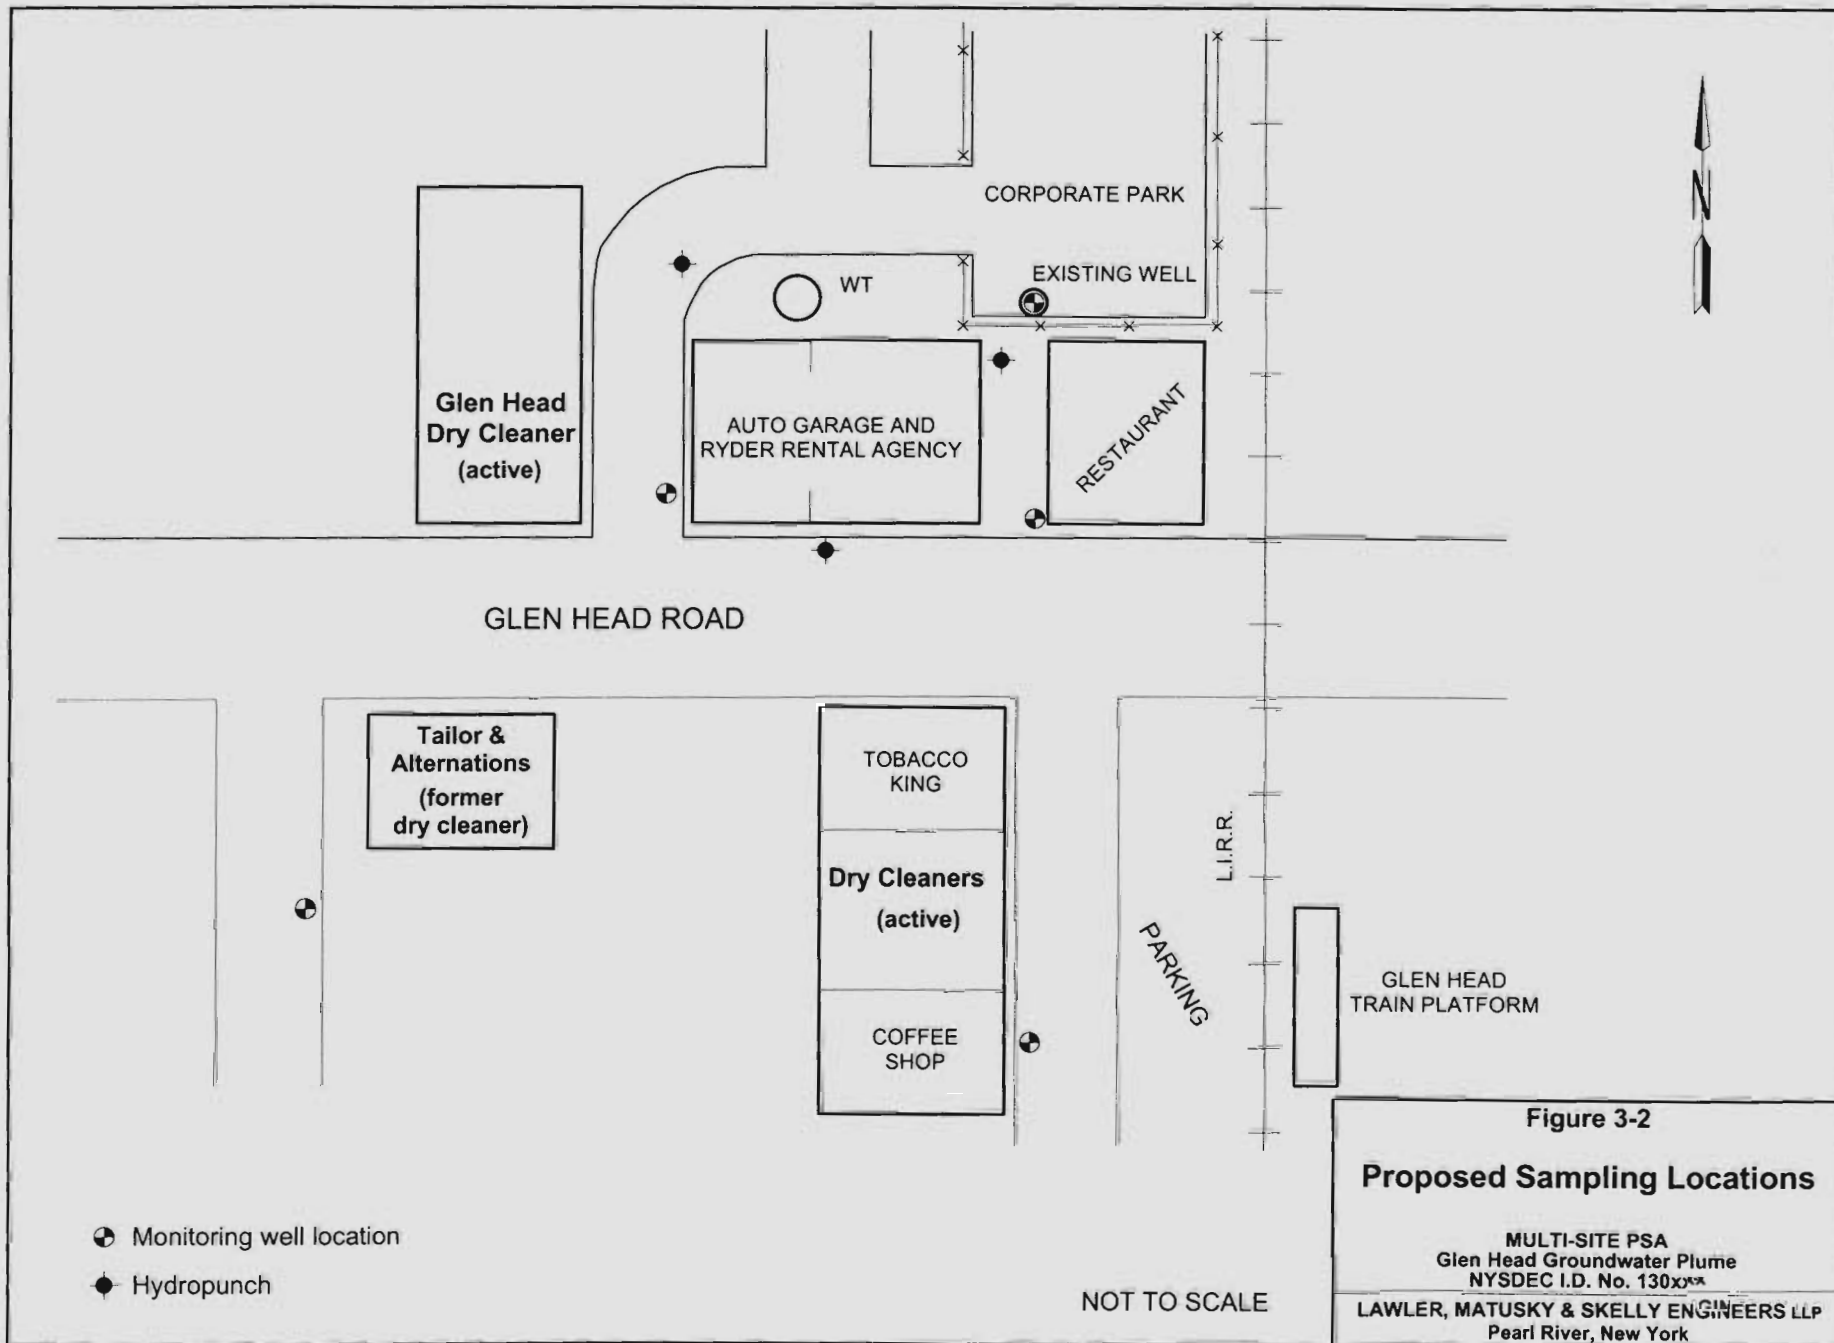 CORPORATE PARK
N
EXISTING WELL
WT
Glen Head
Dry Cleaner
(active)
AUTO GARAGE AND
RYDER RENTAL AGENCY
RESTAURANT
GLEN HEAD ROAD
Tailor &
Alternations
(former
dry cleaner)
TOBACCO
KING
Dry Cleaners
(active)
COFFEE
SHOP
L.I.R.R.
PARKING
GLEN HEAD
TRAIN PLATFORM
Monitoring well location
Hydropunch
NOT TO SCALE
Figure 3-2
Proposed Sampling Locations
MULTI-SITE PSA
Glen Head Groundwater Plume
NYSDEC I.D. No. 130xxxx
LAWLER, MATUSKY & SKELLY ENGINEERS LLP
Pearl River, New York